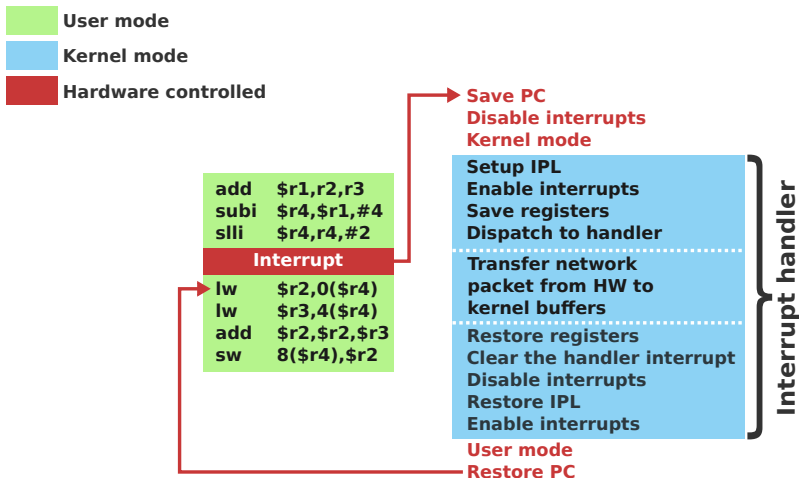 User mode
Kernel mode
Hardware controlled
add $r1,r2,r3
subi $r4,$r1,#4
slli $r4,r4,#2
Interrupt
lw $r2,0($r4)
lw $r3,4($r4)
add $r2,$r2,$r3
sw 8($r4),$r2
Save PC
Disable interrupts
Kernel mode
Setup IPL
Enable interrupts
Save registers
Dispatch to handler
Transfer network
packet from HW to
kernel buffers
Restore registers
Clear the handler interrupt
Disable interrupts
Restore IPL
Enable interrupts
User mode
Restore PC
Interrupt handler